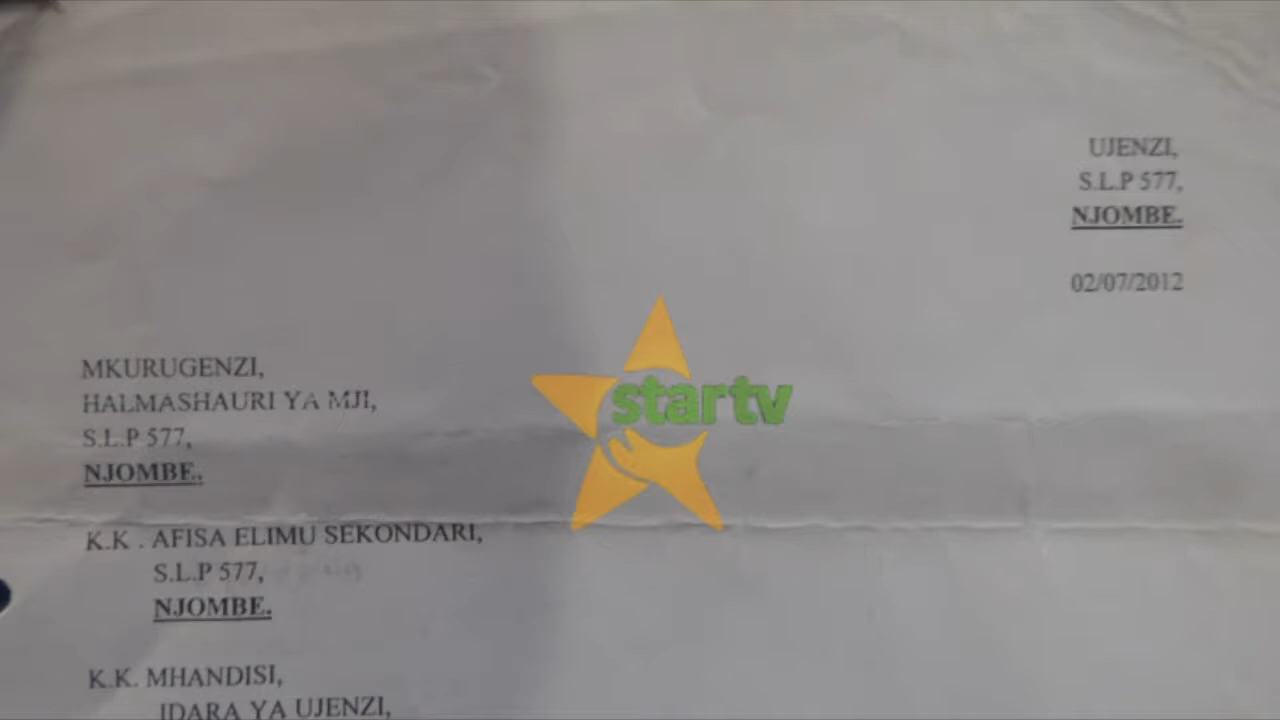 UJENZI,
S.L.P 577,
NJOMBE.
02/07/2012
MKURUGENZI,
HALMASHAURI YA MJI,
S.L.P 577,
NJOMBE.
startv
K.K . AFISA ELIMU SEKONDARI,
S.L.P 577,
NJOMBE.
K.K. MHANDISI,
IDARA YA UJENZI,